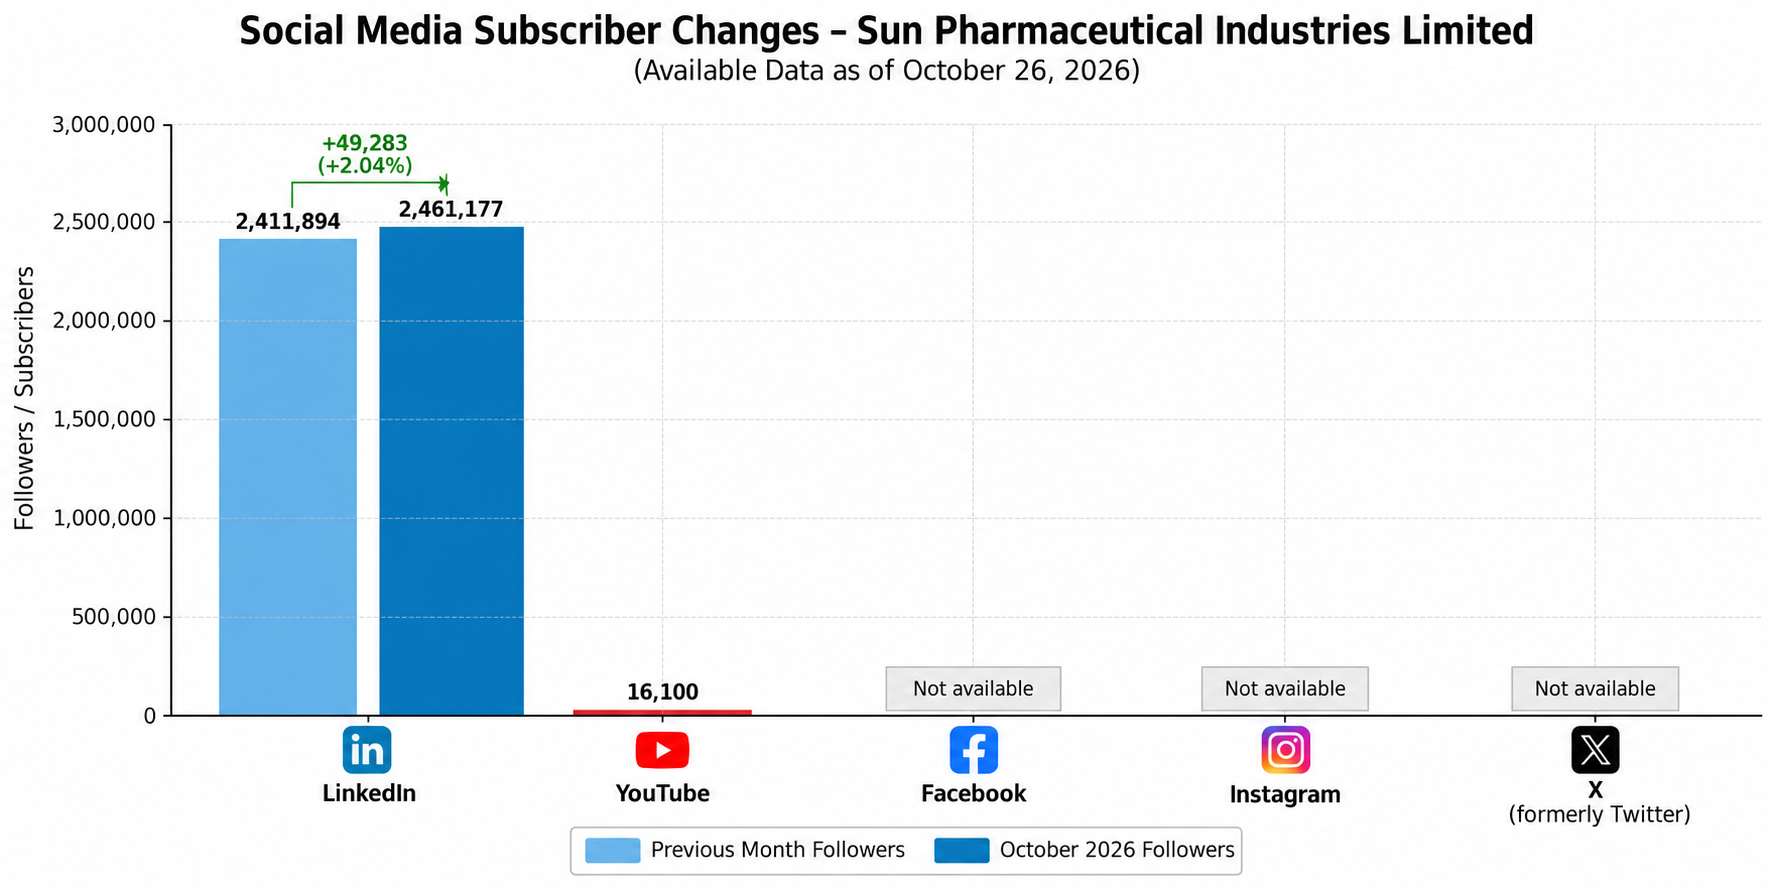 Social Media Subscriber Changes – Sun Pharmaceutical Industries Limited
(Available Data as of October 26, 2026)
Followers / Subscribers
3,000,000
2,500,000
2,000,000
1,500,000
1,000,000
500,000
0
+49,283
(+2.04%)
2,411,894
2,461,177
16,100
Not available
Not available
Not available
in
LinkedIn
YouTube
Facebook
Instagram
X
(formerly Twitter)
Previous Month Followers
October 2026 Followers